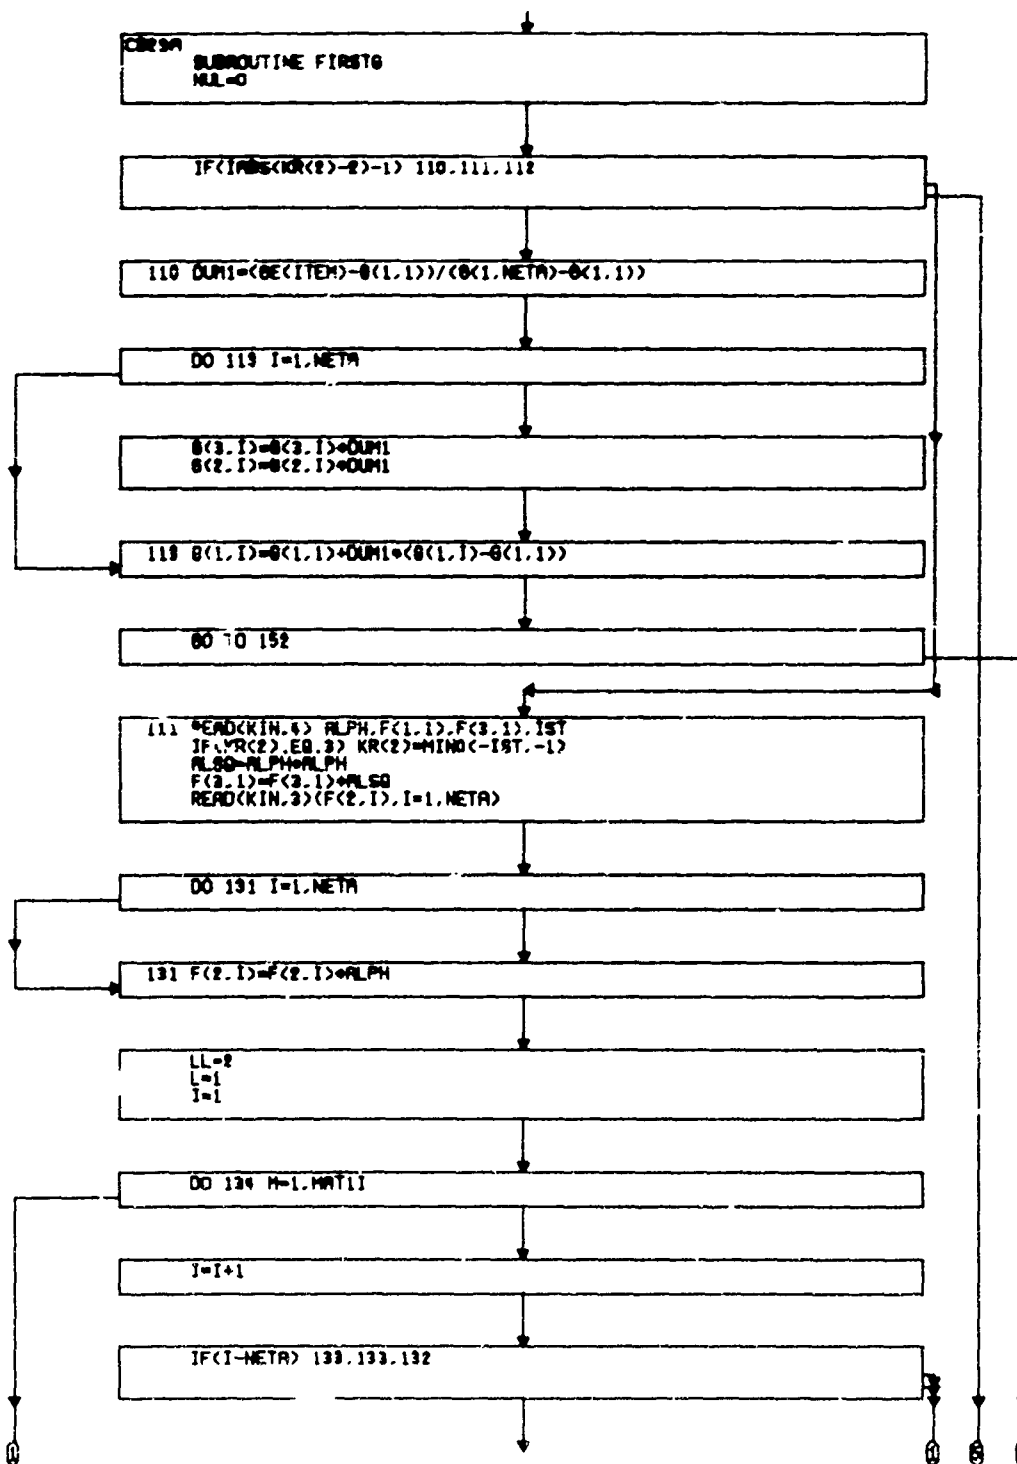 SUBROUTINE FIRSTG
NUL=0
IF(IABS(KR(2)-2)-1) 110,111,112
110 DUM1=(GE(ITEM)-G(1,1))/(G(1,NETA)-G(1,1))
DO 113 I=1,NETA
G(3,I)=G(3,I)*DUM1
G(2,I)=G(2,I)*DUM1
113 G(1,I)=G(1,1)+DUM1*(G(1,I)-G(1,1))
GO TO 152
111 READ(KIN,4) ALPH,F(1,1),F(3,1),IST
IF(KR(2).EQ.3) KR(2)=MINO(-IST,-1)
ALSQ=ALPH*ALPH
F(3,1)=F(3,1)*ALSQ
READ(KIN,3)(F(2,I),I=1,NETA)
DO 131 I=1,NETA
131 F(2,I)=F(2,I)*ALPH
LL=2
L=1
I=1
DO 134 M=1,MAT1I
I=I+1
IF(I-NETA) 133,133,132